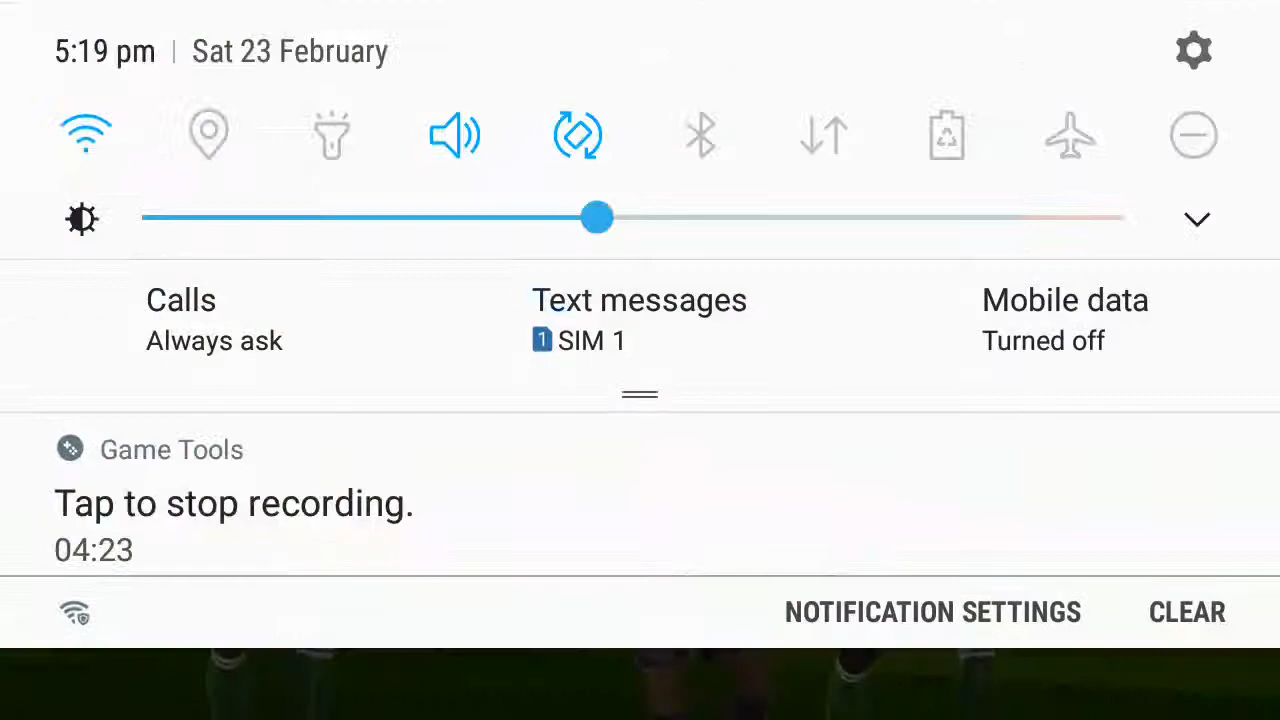 5:19 pm | Sat 23 February
Calls
Always ask
Text messages
1 SIM 1
Mobile data
Turned off
Game Tools
Tap to stop recording.
04:23
NOTIFICATION SETTINGS CLEAR